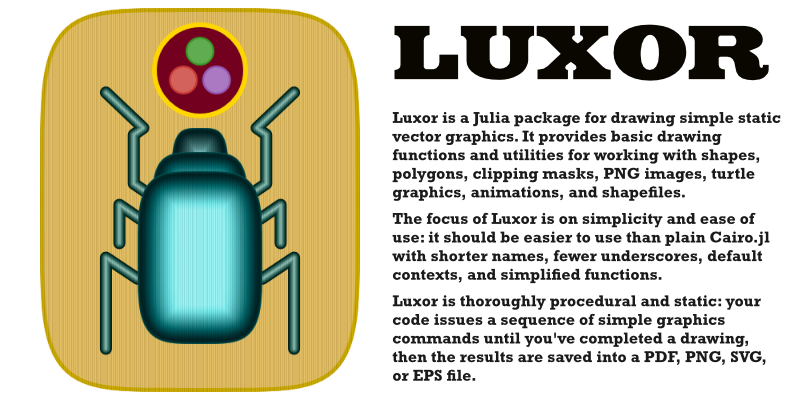 LUXOR
Luxor is a Julia package for drawing simple static
vector graphics. It provides basic drawing
functions and utilities for working with shapes,
polygons, clipping masks, PNG images, turtle
graphics, animations, and shapefiles.
The focus of Luxor is on simplicity and ease of
use: it should be easier to use than plain Cairo.jl
with shorter names, fewer underscores, default
contexts, and simplified functions.
Luxor is thoroughly procedural and static: your
code issues a sequence of simple graphics
commands until you've completed a drawing,
then the results are saved into a PDF, PNG, SVG,
or EPS file.